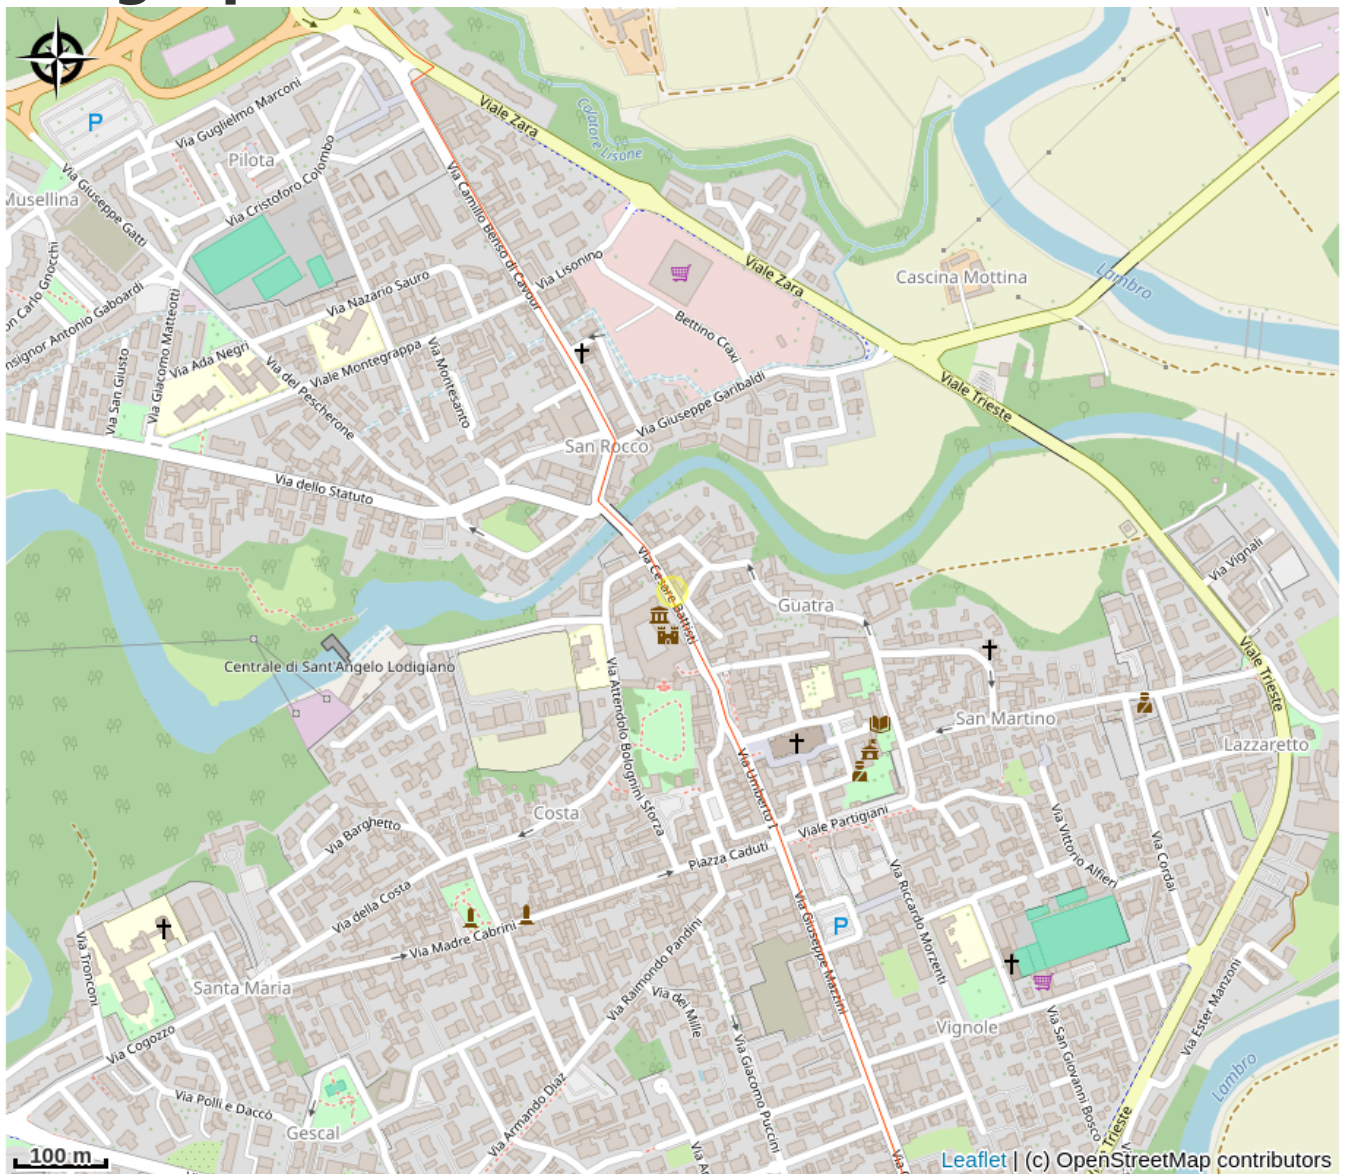 Viale Zara
Colatore Lisone
Via Guglielmo Marconi
P
Pilota
Via Cristoforo Colombo
Via Camillo Benso di Cavour
Musellina
Via Giuseppe Gatti
Via Lisonino
Viale Zara
Cascina Mottina
Lambro
Carlo Gnocchi
Antonio Gaboardi
Via Nazario Sauro
Via Giacomo Matteotti
Bettino Craxi
Via Ada Negri
Viale Montegrappa
Via Montesanto
Via San Giusto
Via del Pescherone
Via Giuseppe Garibaldi
Viale Trieste
San Rocco
Via dello Statuto
Via Cesare Battisti
Via Vignali
Guatra
Centrale di Sant'Angelo Lodigiano
Viale Trieste
Via Attendolo Bolognini Sforza
San Martino
Lazzaretto
Via Umberto I
Costa
Via Barghetto
Viale Partigiani
Piazza Caduti
Via Vittorio Alfieri
Via Cordai
Via della Costa
Via Riccardo Morzenti
Via Giuseppe Mazzini
P
Via Madre Cabrini
Via Raimondo Pandini
Via Tronconi
Santa Maria
Via dei Mille
Vignole
Via Ester Manzoni
Via Cogozzo
Via San Giovanni Bosco
Via Giacomo Puccini
Lambro
Via Polli e Daccò
Via Armando Diaz
Gescal
Trieste
100 m
Leaflet | (c) OpenStreetMap contributors